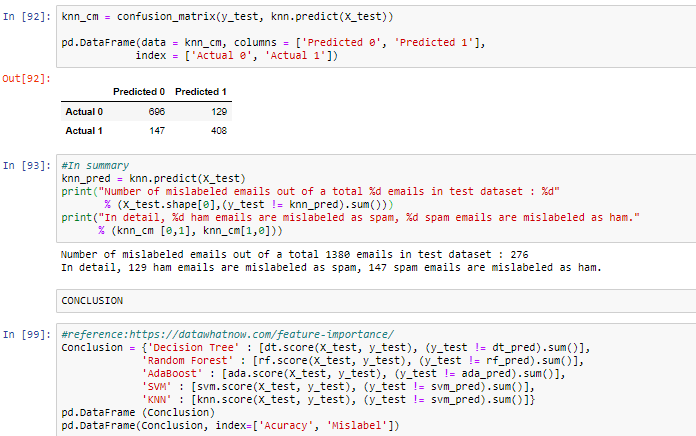 In [92]: knn_cm = confusion_matrix(y_test, knn.predict(X_test))
pd.DataFrame(data = knn_cm, columns = ['Predicted 0', 'Predicted 1'],
index = ['Actual 0', 'Actual 1'])
Out[92]:
Predicted 0 Predicted 1
Actual 0 696 129
Actual 1 147 408
In [93]: #In summary
knn_pred = knn.predict(X_test)
print("Number of mislabeled emails out of a total %d emails in test dataset : %d"
% (X_test.shape[0],(y_test != knn_pred).sum()))
print("In detail, %d ham emails are mislabeled as spam, %d spam emails are mislabeled as ham."
% (knn_cm [0,1], knn_cm[1,0]))
Number of mislabeled emails out of a total 1380 emails in test dataset : 276
In detail, 129 ham emails are mislabeled as spam, 147 spam emails are mislabeled as ham.
CONCLUSION
In [99]: #reference:https://datawhatnow.com/feature-importance/
Conclusion = {'Decision Tree' : [dt.score(X_test, y_test), (y_test != dt_pred).sum()],
'Random Forest' : [rf.score(X_test, y_test), (y_test != rf_pred).sum()],
'AdaBoost' : [ada.score(X_test, y_test), (y_test != ada_pred).sum()],
'SVM' : [svm.score(X_test, y_test), (y_test != svm_pred).sum()],
'KNN' : [knn.score(X_test, y_test), (y_test != svm_pred).sum()]}
pd.DataFrame (Conclusion)
pd.DataFrame(Conclusion, index=['Acuracy', 'Mislabel'])